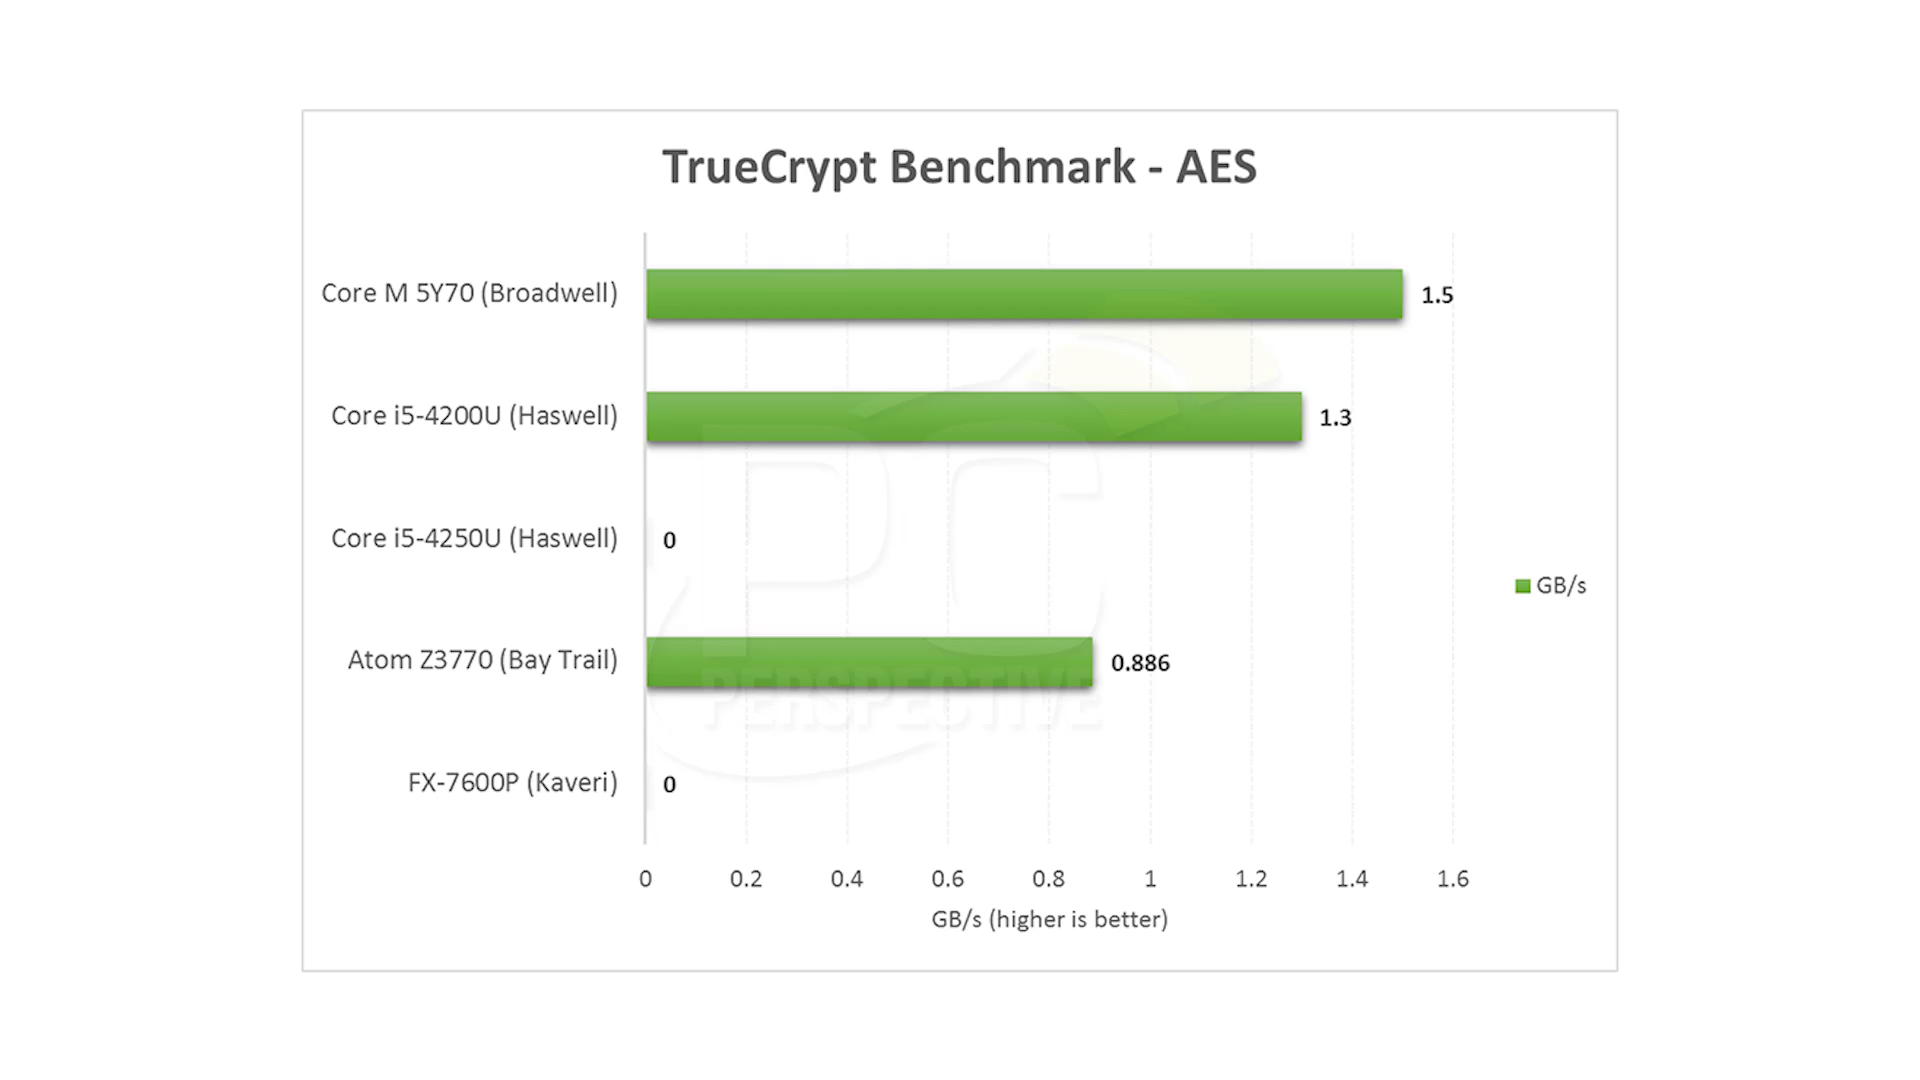 TrueCrypt Benchmark - AES
Core M 5Y70 (Broadwell)
1.5
Core i5-4200U (Haswell)
1.3
Core i5-4250U (Haswell)
0
GB/s
Atom Z3770 (Bay Trail)
0.886
PC
PERSPECTIVE
FX-7600P (Kaveri)
0
0 0.2 0.4 0.6 0.8 1 1.2 1.4 1.6
GB/s (higher is better)